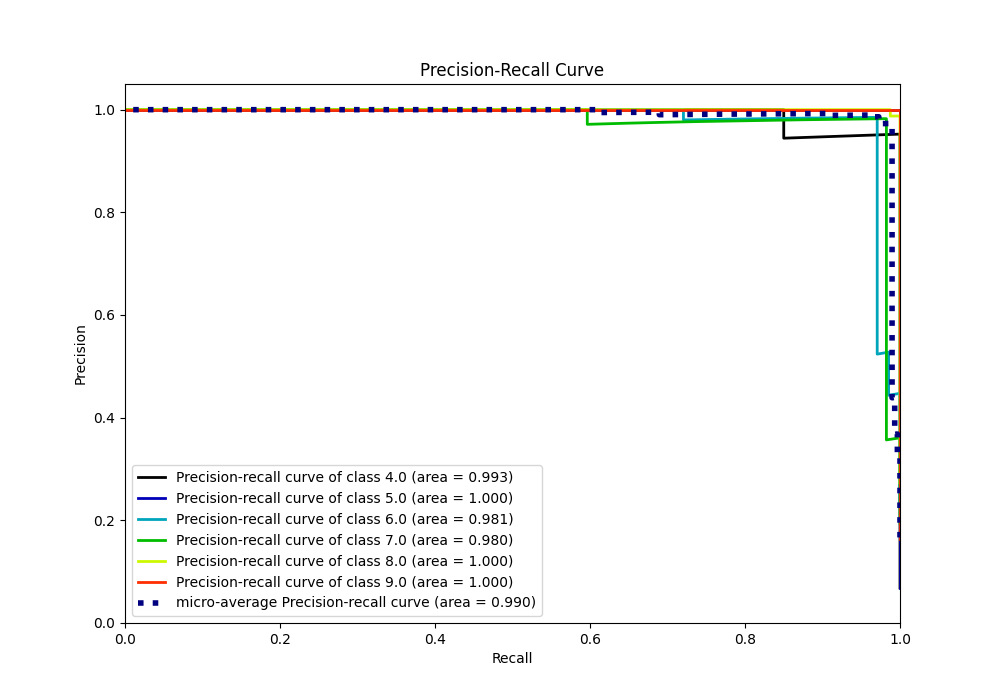 Precision-Recall Curve
1.0
0.8
0.6
0.4
0.2
0.0
Precision
Precision-recall curve of class 4.0 (area = 0.993)
Precision-recall curve of class 5.0 (area = 1.000)
Precision-recall curve of class 6.0 (area = 0.981)
Precision-recall curve of class 7.0 (area = 0.980)
Precision-recall curve of class 8.0 (area = 1.000)
Precision-recall curve of class 9.0 (area = 1.000)
micro-average Precision-recall curve (area = 0.990)
0.0 0.2 0.4 0.6 0.8 1.0
Recall